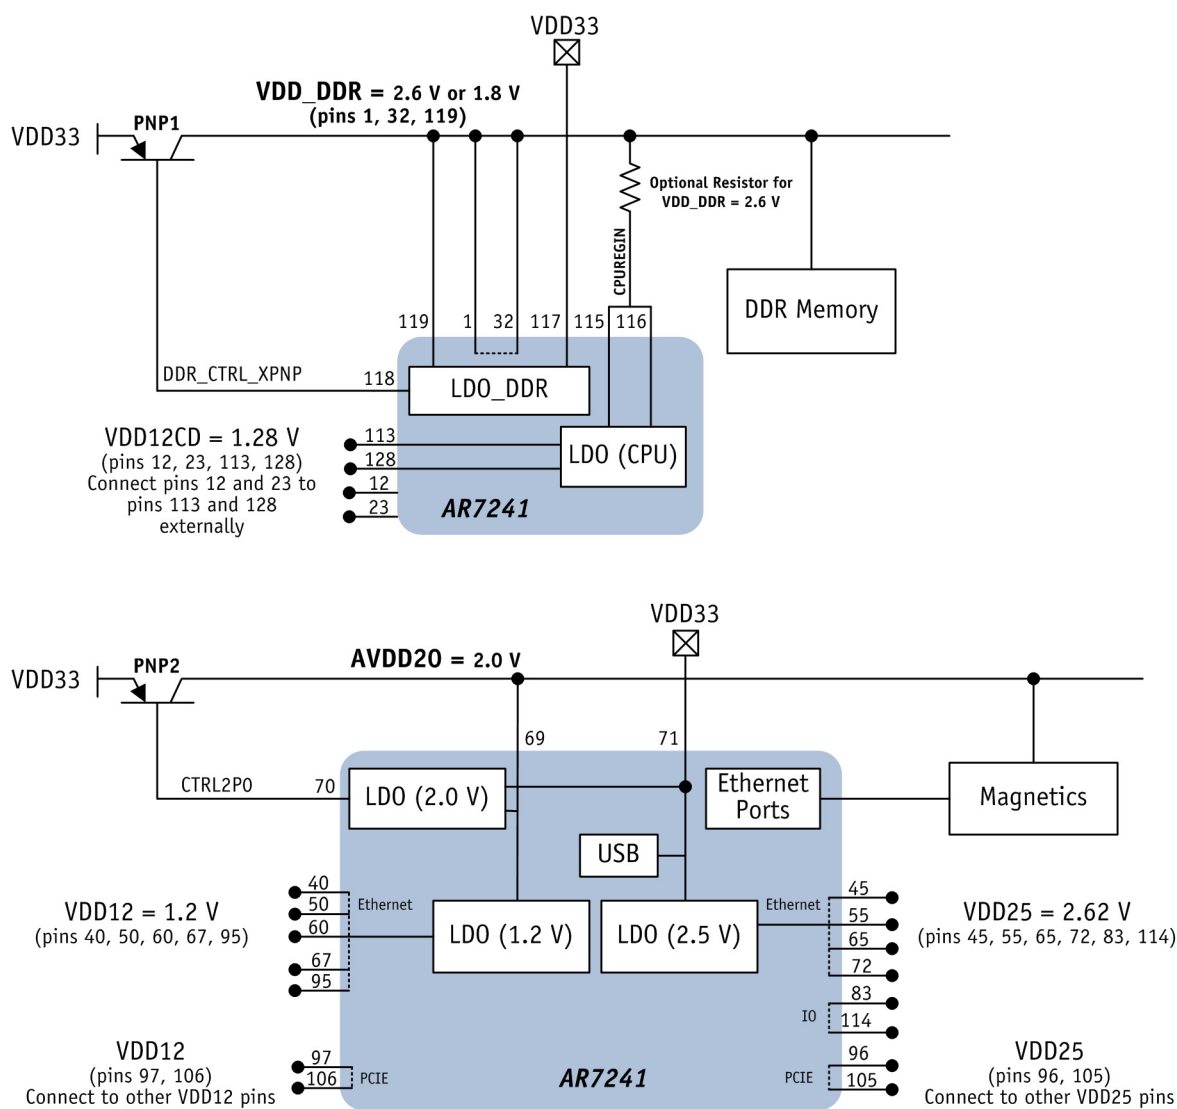 VDD33
VDD_DDR = 2.6 V or 1.8 V
(pins 1, 32, 119)
VDD33
PNP1
Optional Resistor for
VDD_DDR = 2.6 V
CPUREGIN
DDR Memory
119
1
32
117
115
116
DDR_CTRL_XPNP
118
LDO_DDR
VDD12CD = 1.28 V
(pins 12, 23, 113, 128)
Connect pins 12 and 23 to
pins 113 and 128
externally
113
128
12
23
LDO (CPU)
AR7241
VDD33
AVDD20 = 2.0 V
VDD33
PNP2
69
71
CTRL2P0
70
LDO (2.0 V)
Ethernet
Ports
Magnetics
USB
VDD12 = 1.2 V
(pins 40, 50, 60, 67, 95)
40
50
60
67
95
Ethernet
LDO (1.2 V)
LDO (2.5 V)
Ethernet
45
55
65
72
VDD25 = 2.62 V
(pins 45, 55, 65, 72, 83, 114)
IO
83
114
VDD12
(pins 97, 106)
Connect to other VDD12 pins
97
106
PCIE
AR7241
PCIE
96
105
VDD25
(pins 96, 105)
Connect to other VDD25 pins